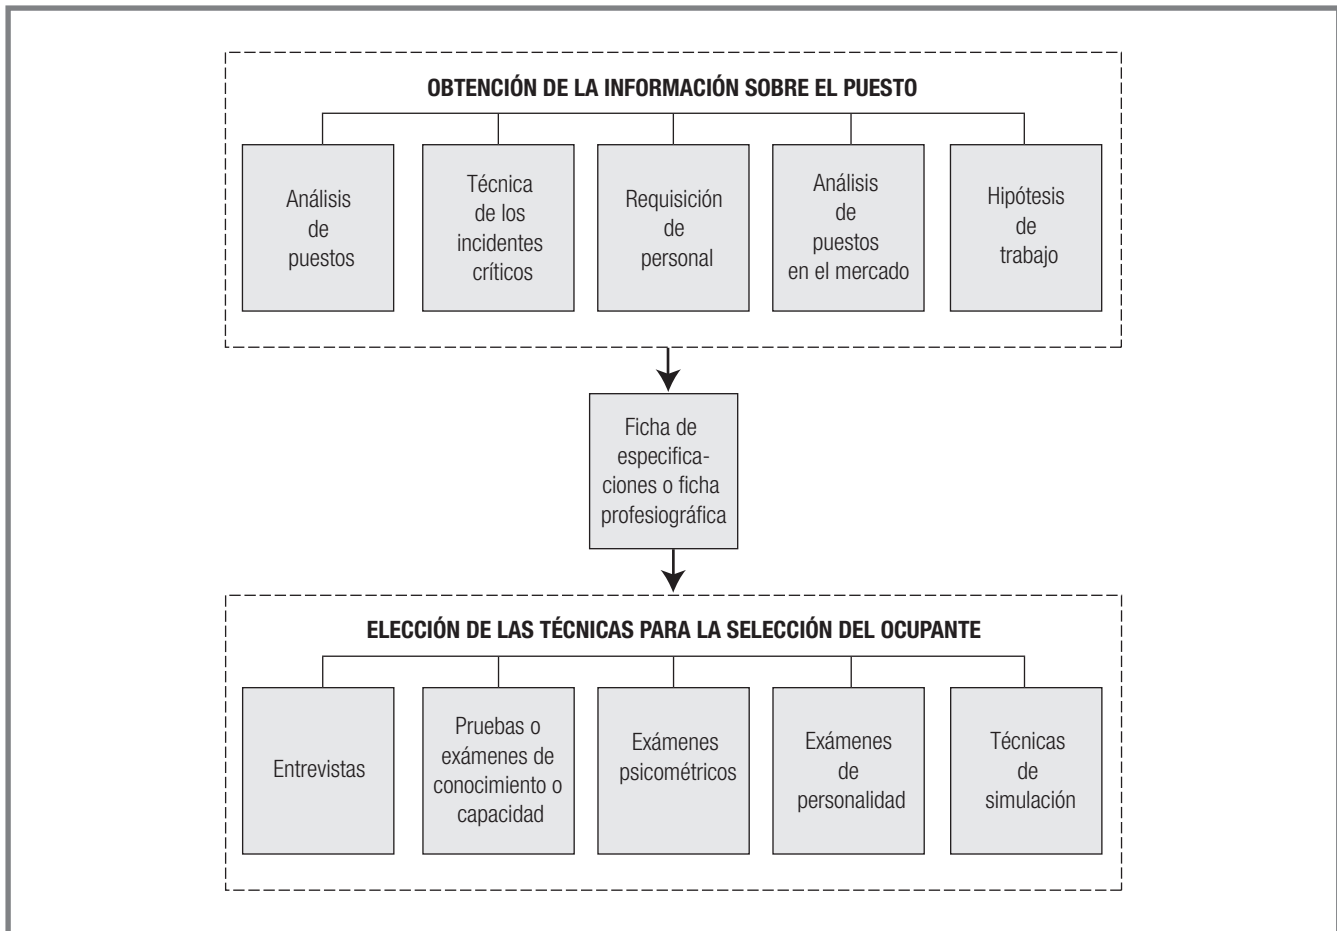 OBTENCIÓN DE LA INFORMACIÓN SOBRE EL PUESTO
Análisis
de
puestos
Técnica
de los
incidentes
críticos
Requisición
de
personal
Análisis
de
puestos
en el mercado
Hipótesis
de
trabajo
Ficha de
especifica-
ciones o ficha
profesiográfica
ELECCIÓN DE LAS TÉCNICAS PARA LA SELECCIÓN DEL OCUPANTE
Entrevistas
Pruebas o
exámenes de
conocimiento o
capacidad
Exámenes
psicométricos
Exámenes
de
personalidad
Técnicas
de
simulación